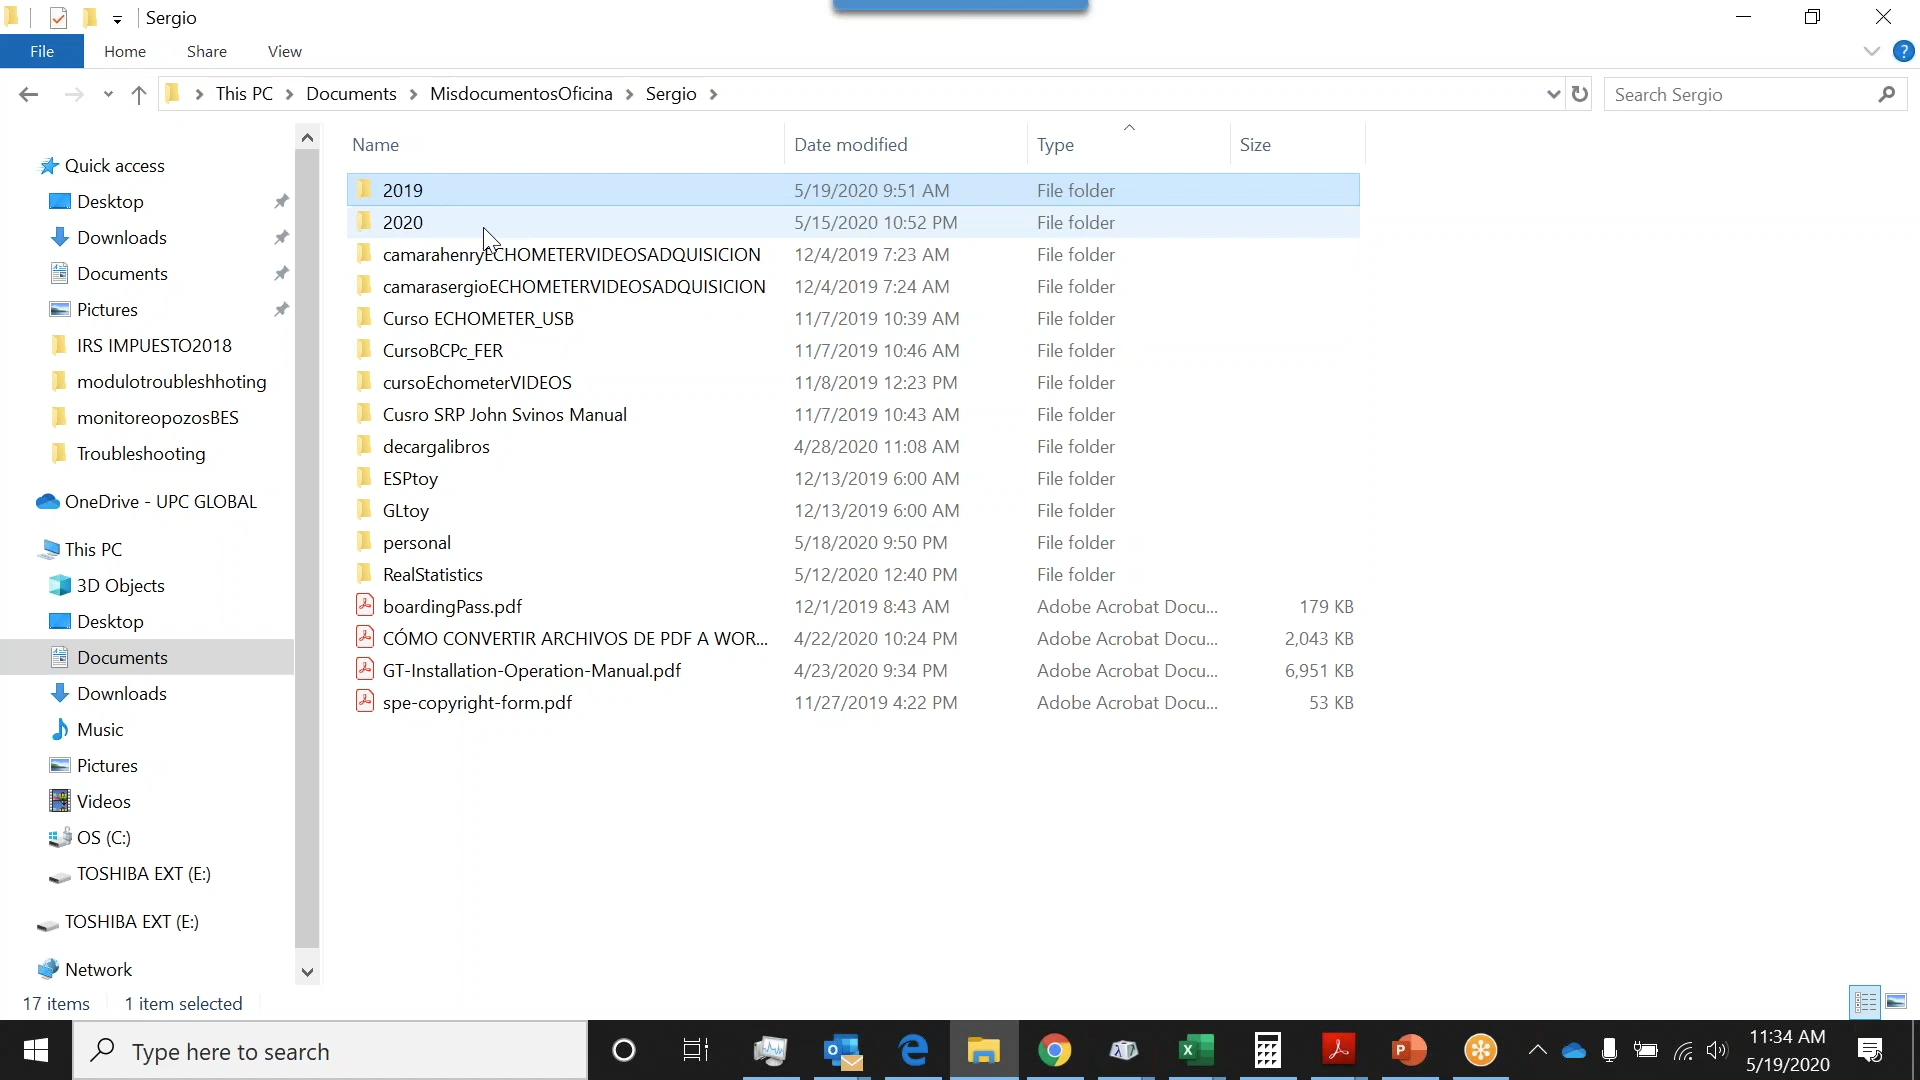 Sergio
File Home Share View
This PC Documents MisdocumentosOficina Sergio
Search Sergio
Name Date modified Type Size
Quick access
Desktop
Downloads
Documents
Pictures
IRS IMPUESTO2018
modulotroubleshhoting
monitoreopozosBES
Troubleshooting
OneDrive - UPC GLOBAL
This PC
3D Objects
Desktop
Documents
Downloads
Music
Pictures
Videos
OS (C:)
TOSHIBA EXT (E:)
TOSHIBA EXT (E:)
Network
2019 5/19/2020 9:51 AM File folder
2020 5/15/2020 10:52 PM File folder
camarahenryECHOMETERVIDEOSADQUISICION 12/4/2019 7:23 AM File folder
camarasergioECHOMETERVIDEOSADQUISICION 12/4/2019 7:24 AM File folder
Curso ECHOMETER_USB 11/7/2019 10:39 AM File folder
CursoBCPc_FER 11/7/2019 10:46 AM File folder
cursoEchometerVIDEOS 11/8/2019 12:23 PM File folder
Cusro SRP John Svinos Manual 11/7/2019 10:43 AM File folder
decargalibros 4/28/2020 11:08 AM File folder
ESPtoy 12/13/2019 6:00 AM File folder
GLtoy 12/13/2019 6:00 AM File folder
personal 5/18/2020 9:50 PM File folder
RealStatistics 5/12/2020 12:40 PM File folder
boardingPass.pdf 12/1/2019 8:43 AM Adobe Acrobat Docu... 179 KB
CÓMO CONVERTIR ARCHIVOS DE PDF A WOR... 4/22/2020 10:24 PM Adobe Acrobat Docu... 2,043 KB
GT-Installation-Operation-Manual.pdf 4/23/2020 9:34 PM Adobe Acrobat Docu... 6,951 KB
spe-copyright-form.pdf 11/27/2019 4:22 PM Adobe Acrobat Docu... 53 KB
17 items 1 item selected
Type here to search
11:34 AM
5/19/2020